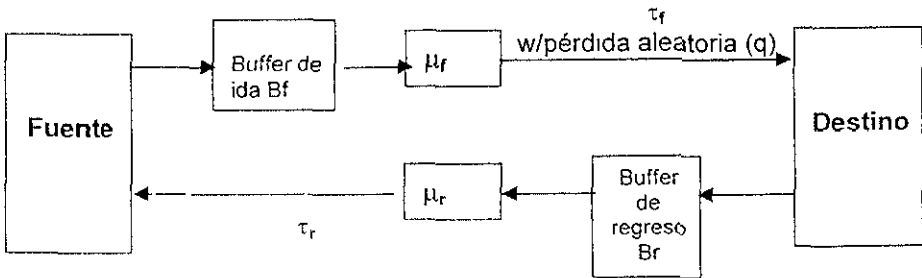 τf
w/pérdida aleatoria (q)
Buffer de
ida Bf
μf
Fuente
Destino
μr
Buffer
de
regreso
Br
τr